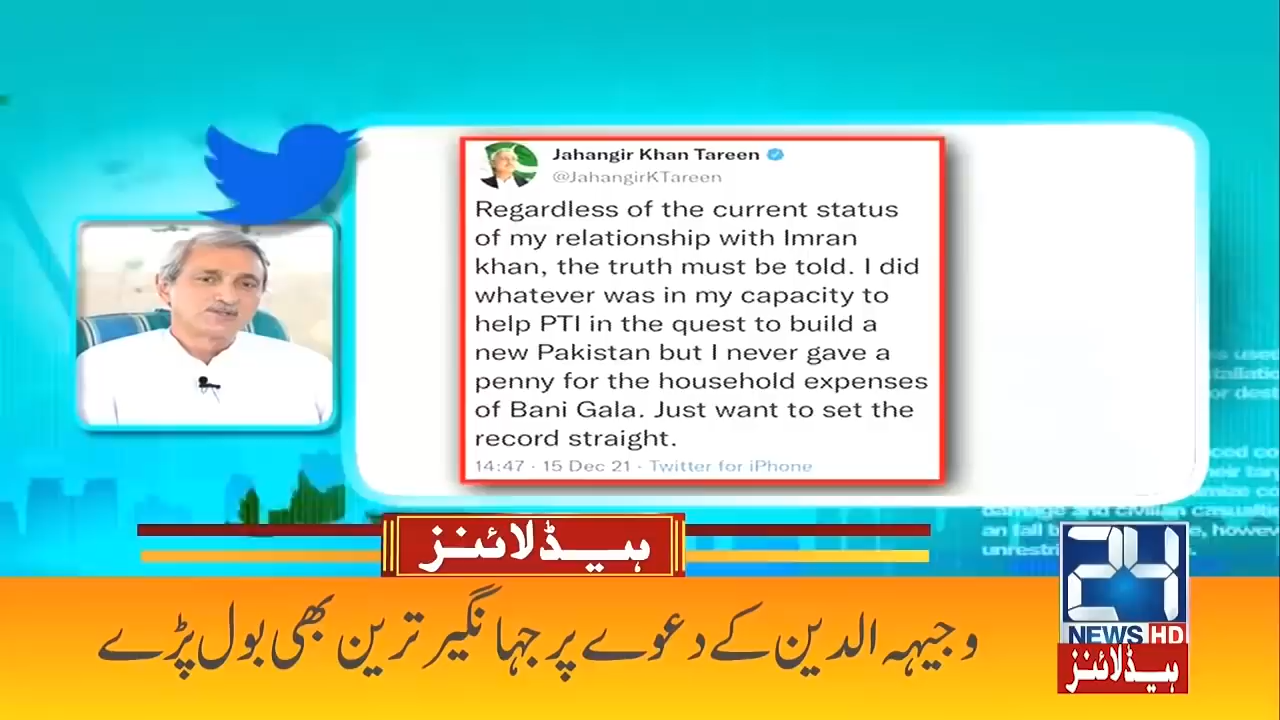 Jahangir Khan Tareen
@JahangirKTareen
Regardless of the current status
of my relationship with Imran
khan, the truth must be told. I did
whatever was in my capacity to
help PTI in the quest to build a
new Pakistan but I never gave a
penny for the household expenses
of Bani Gala. Just want to set the
record straight.
14:47 · 15 Dec 21 · Twitter for iPhone
damage and civilian casualti
ہیڈلائنز
وجیہہ الدین کے دعوے پر جہانگیر ترین بھی بول پڑے
24
NEWS HD
ہیڈلائنز